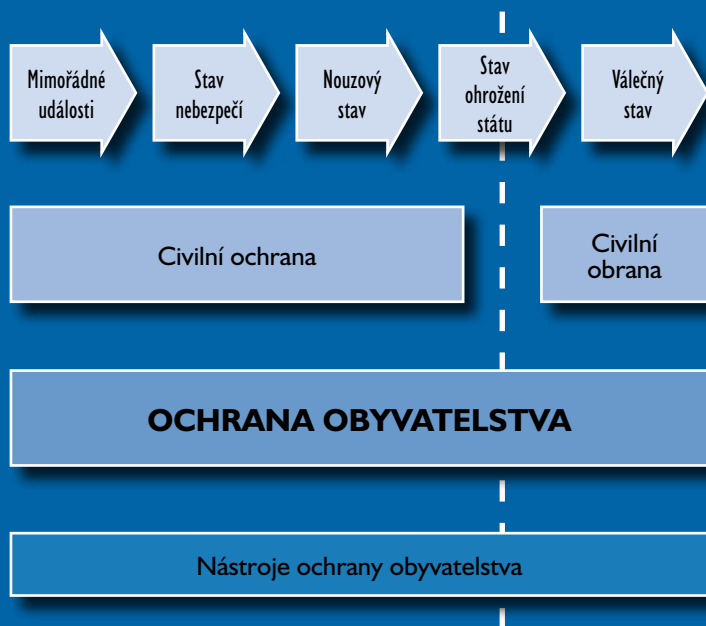 Mimořádné
události
Stav
nebezpečí
Nouzový
stav
Stav
ohrožení
státu
Válečný
stav
Civilní ochrana
Civilní
obrana
OCHRANA OBYVATELSTVA
Nástroje ochrany obyvatelstva